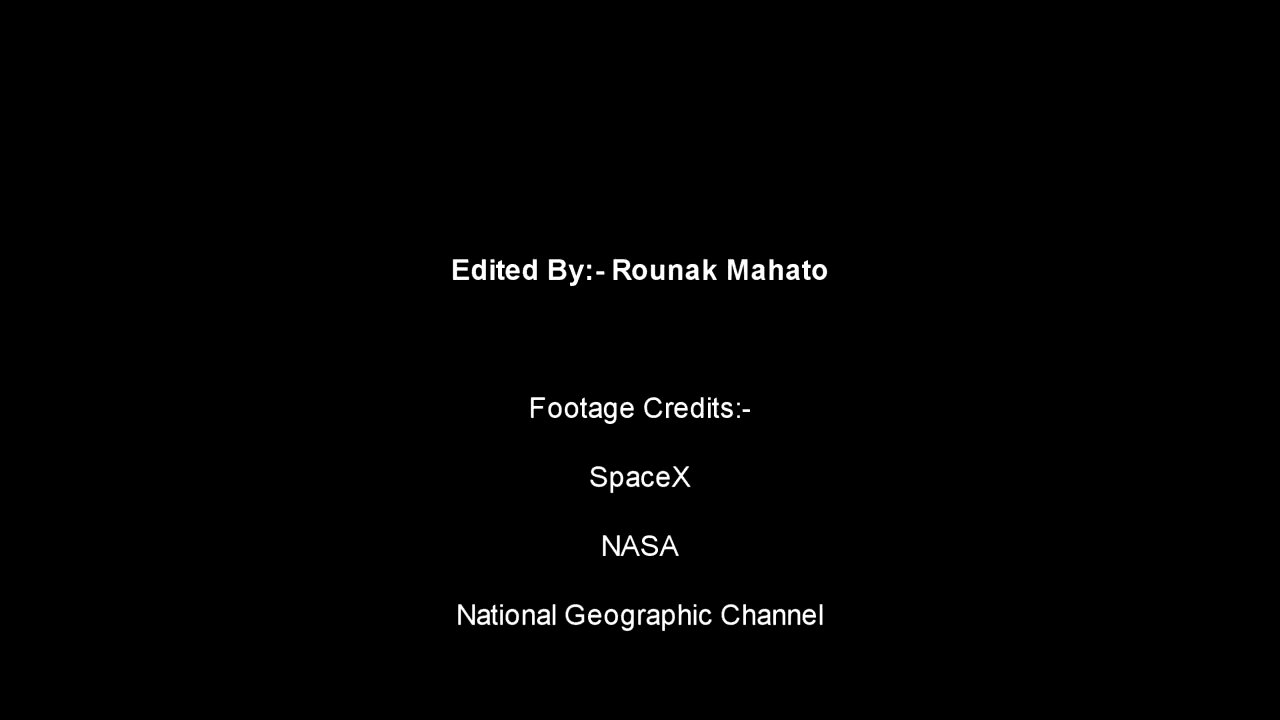 Edited By:- Rounak Mahato
Footage Credits:-
SpaceX
NASA
National Geographic Channel